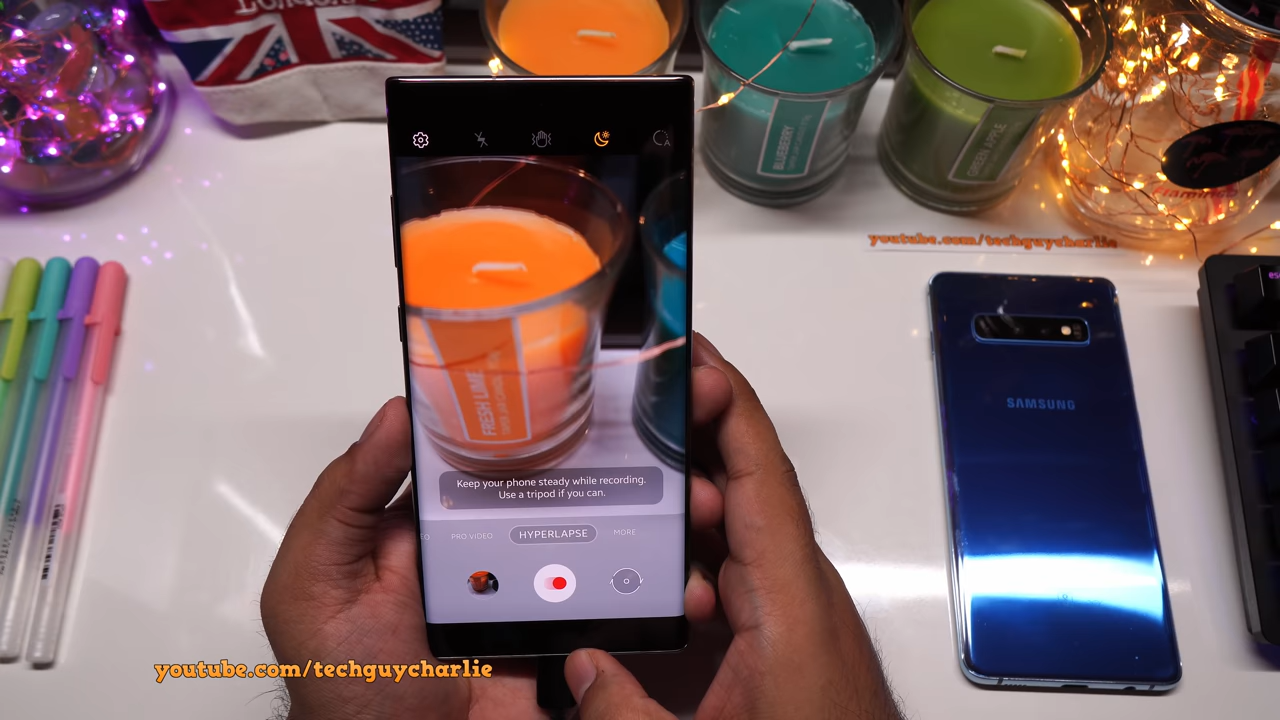 London
BLUEBERRY
GREEN APPLE
youtube.com/techguycharlie
SAMSUNG
FRESH LIME
Keep your phone steady while recording.
Use a tripod if you can.
PRO VIDEO
HYPERLAPSE
MORE
youtube.com/techguycharlie